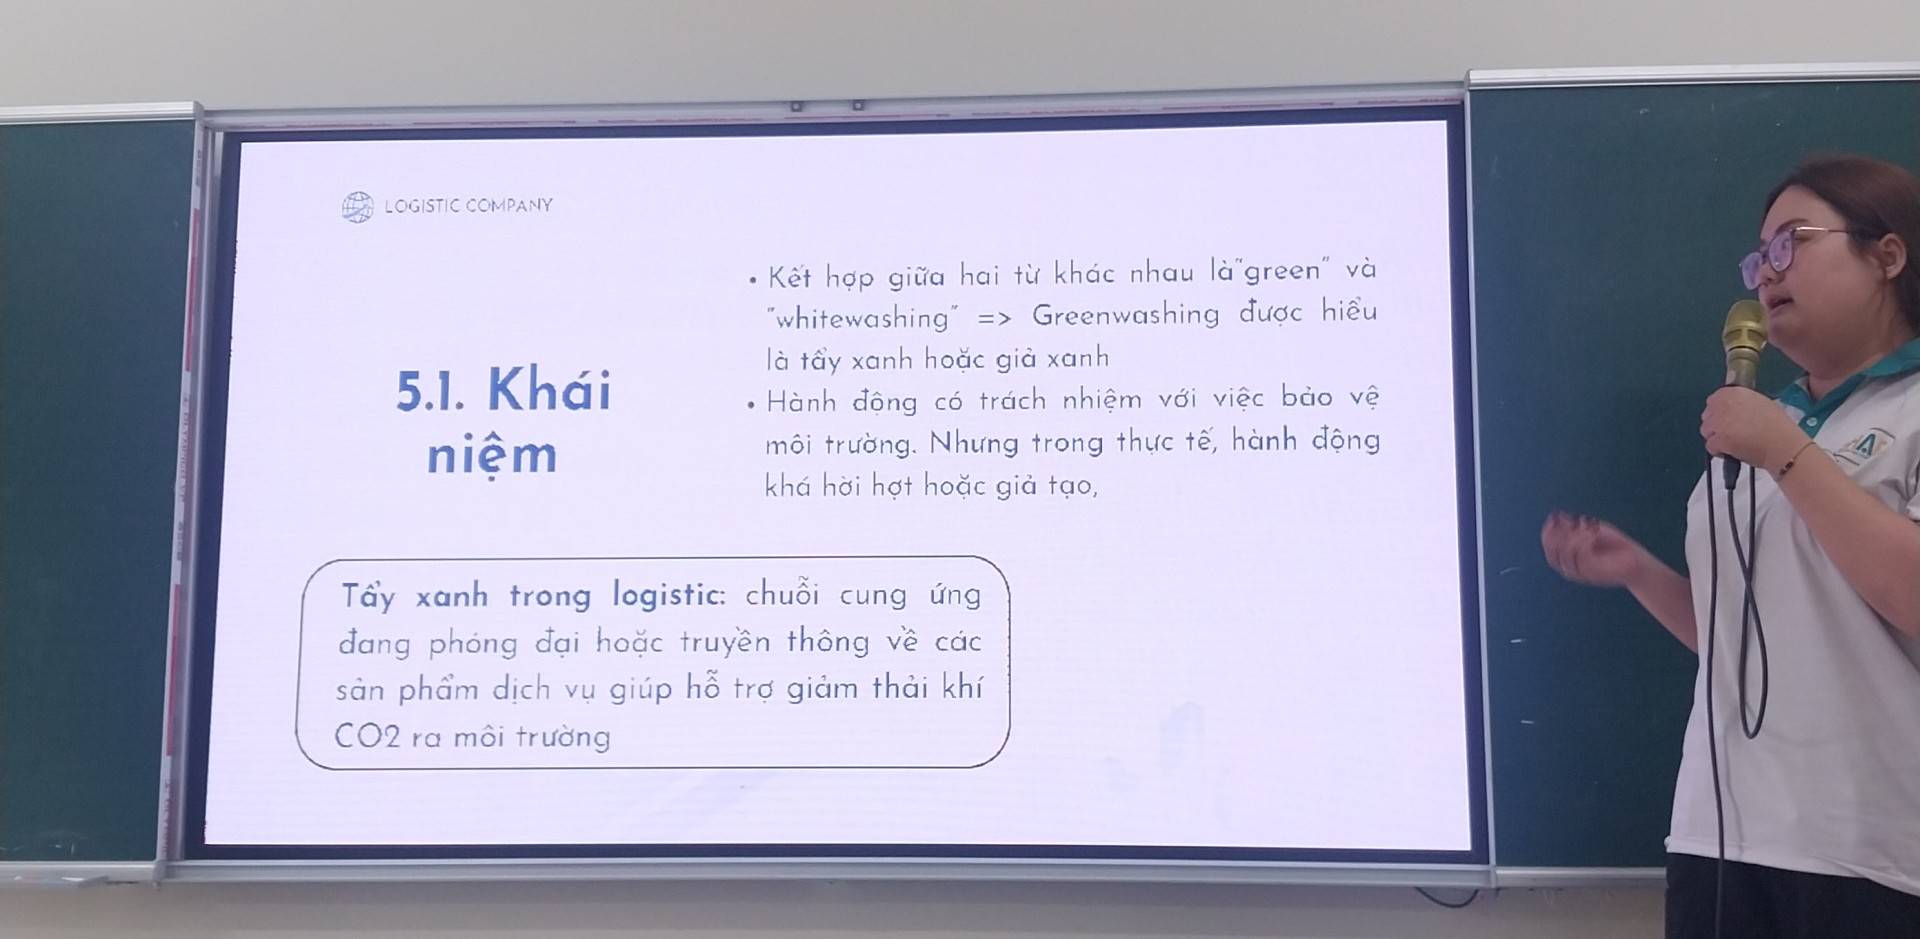 LOGISTIC COMPANY
5.1. Khái
niệm
• Kết hợp giữa hai từ khác nhau là"green" và
"whitewashing" => Greenwashing được hiểu
là tẩy xanh hoặc giả xanh
• Hành động có trách nhiệm với việc bảo vệ
môi trường. Nhưng trong thực tế, hành động
khá hời hợt hoặc giả tạo,
Tẩy xanh trong logistic: chuỗi cung ứng
đang phóng đại hoặc truyền thông về các
sản phẩm dịch vụ giúp hỗ trợ giảm thải khí
CO2 ra môi trường